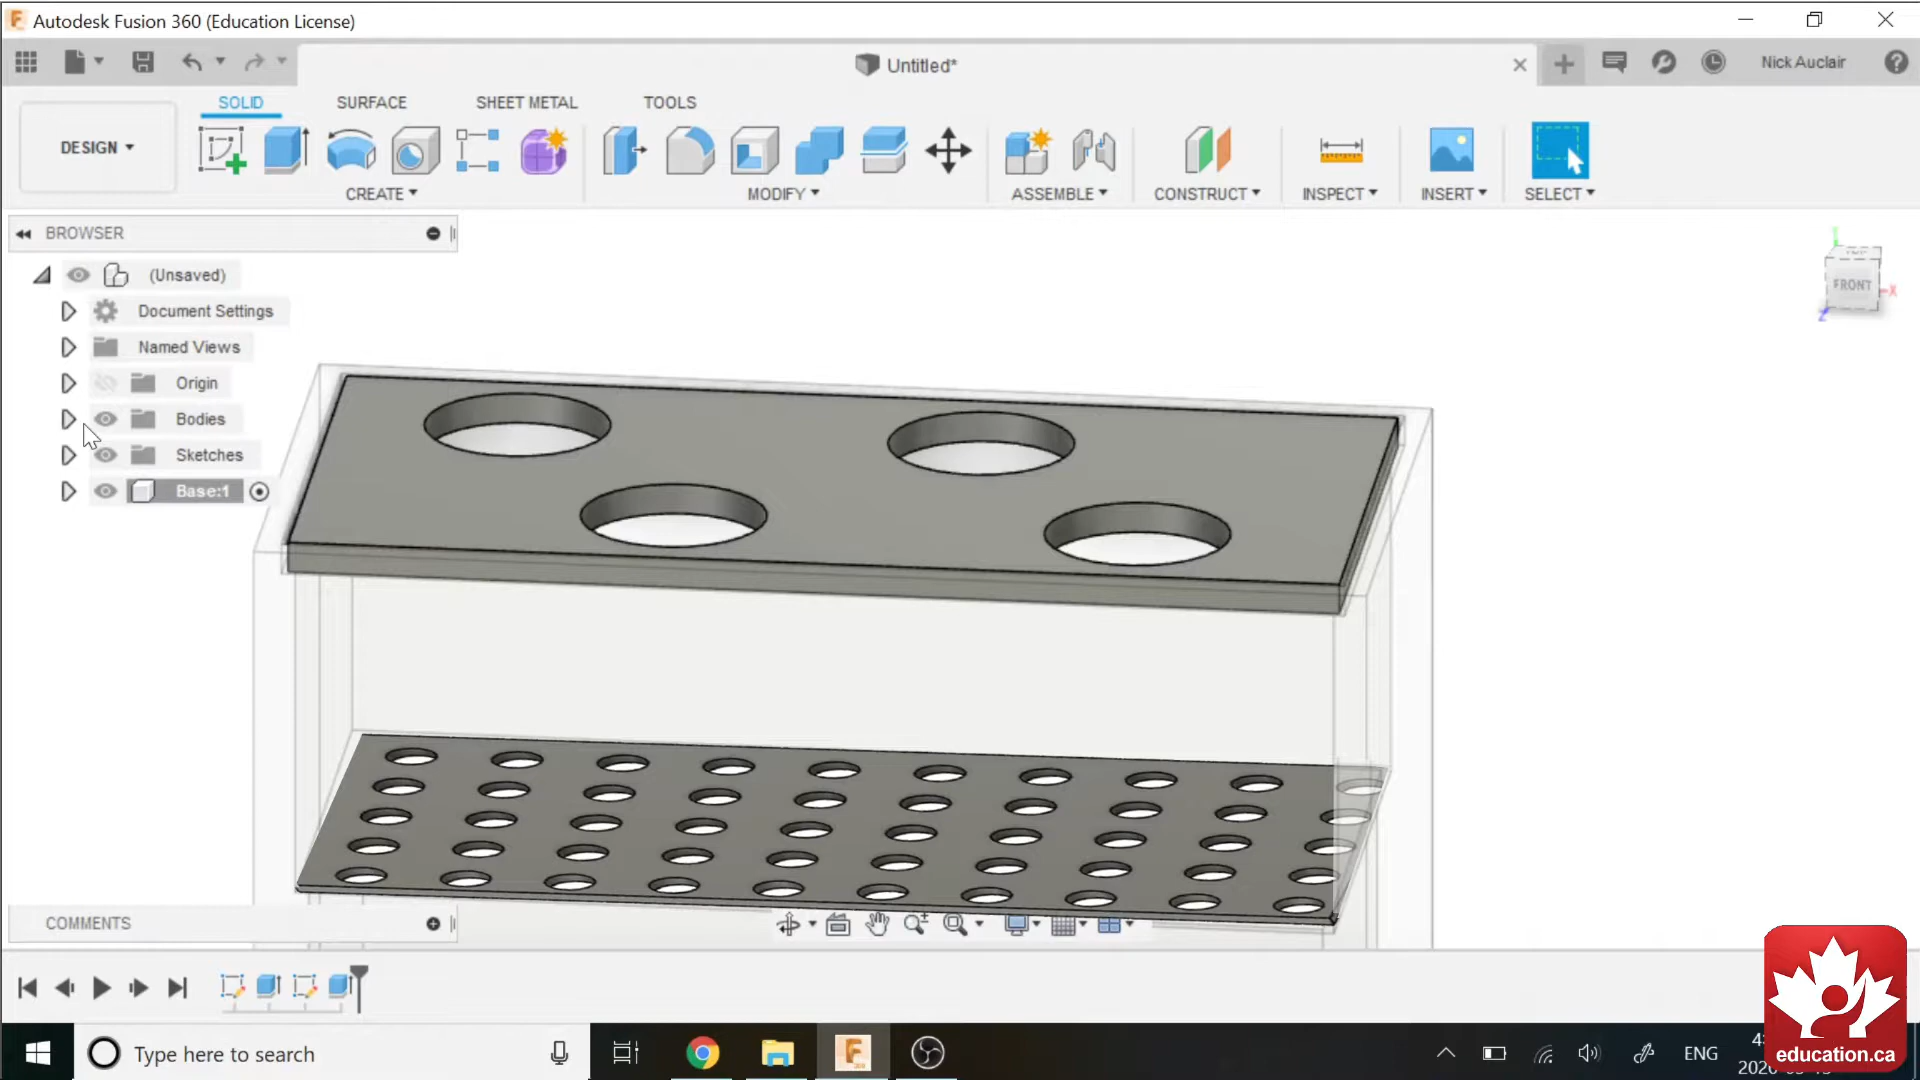 Autodesk Fusion 360 (Education License)
Untitled*
Nick Auclair
SOLID
SURFACE
SHEET METAL
TOOLS
DESIGN
CREATE
MODIFY
ASSEMBLE
CONSTRUCT
INSPECT
INSERT
SELECT
BROWSER
(Unsaved)
Document Settings
Named Views
Origin
Bodies
Sketches
Base:1
FRONT
X
COMMENTS
Type here to search
ENG
education.ca